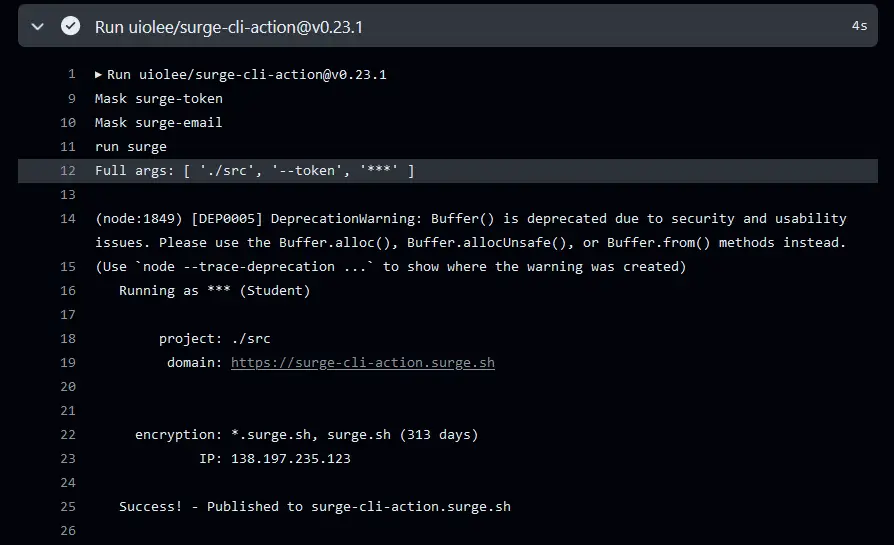 Run uiolee/surge-cli-action@v0.23.1 4s
1 ▶ Run uiolee/surge-cli-action@v0.23.1
9 Mask surge-token
10 Mask surge-email
11 run surge
12 Full args: [ './src', '--token', '***' ]
13
14 (node:1849) [DEP0005] DeprecationWarning: Buffer() is deprecated due to security and usability
issues. Please use the Buffer.alloc(), Buffer.allocUnsafe(), or Buffer.from() methods instead.
15 (Use `node --trace-deprecation ...` to show where the warning was created)
16 Running as *** (Student)
17
18 project: ./src
19 domain: https://surge-cli-action.surge.sh
20
21
22 encryption: *.surge.sh, surge.sh (313 days)
23 IP: 138.197.235.123
24
25 Success! - Published to surge-cli-action.surge.sh
26